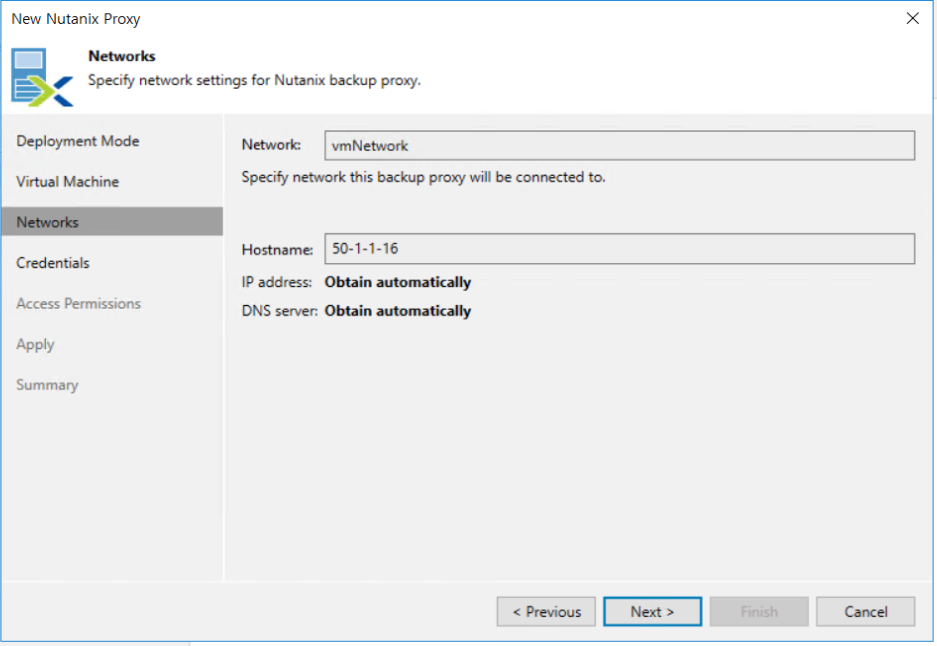 New Nutanix Proxy
Networks
Specify network settings for Nutanix backup proxy.
Deployment Mode
Virtual Machine
Networks
Credentials
Access Permissions
Apply
Summary
Network: vmNetwork
Specify network this backup proxy will be connected to.
Hostname: 50-1-1-16
IP address: Obtain automatically
DNS server: Obtain automatically
< Previous Next > Finish Cancel